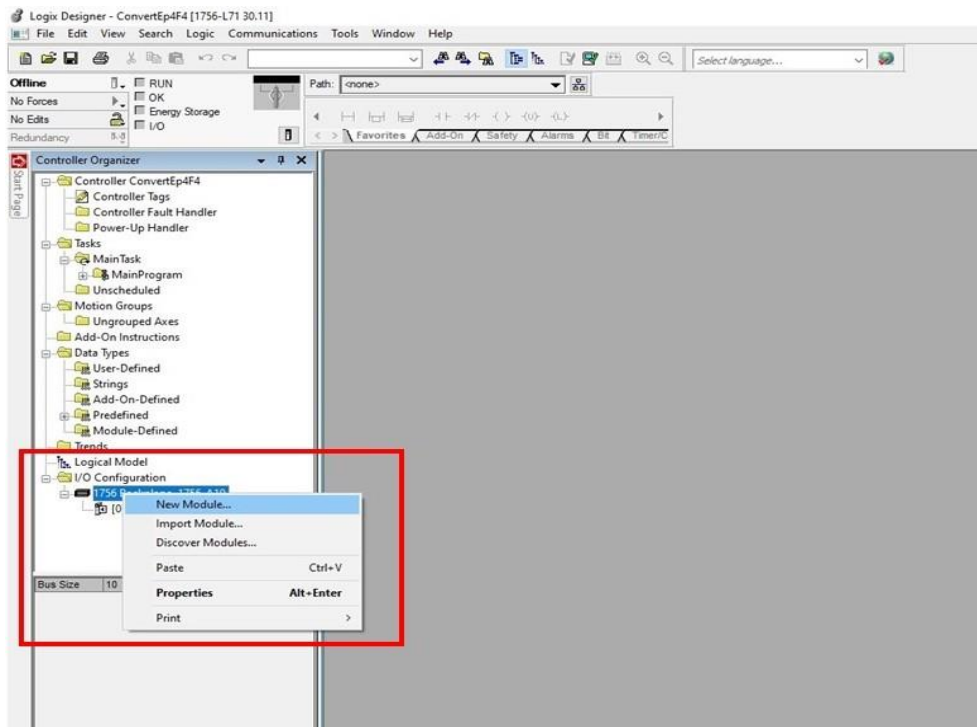 Logix Designer - ConvertEp4F4 [1756-L71 30.11]
File Edit View Search Logic Communications Tools Window Help
Select language...
Offline
RUN
Path: <none>
No Forces
OK
Energy Storage
No Edits
I/O
Redundancy
Favorites Add-On Safety Alarms Bit Timer/C
Start Page
Controller Organizer
Controller ConvertEp4F4
Controller Tags
Controller Fault Handler
Power-Up Handler
Tasks
MainTask
MainProgram
Unscheduled
Motion Groups
Ungrouped Axes
Add-On Instructions
Data Types
User-Defined
Strings
Add-On-Defined
Predefined
Module-Defined
Trends
Logical Model
I/O Configuration
1756 Backplane, 1756-A10
[0
New Module...
Import Module...
Discover Modules...
Paste Ctrl+V
Bus Size 10
Properties Alt+Enter
Print >